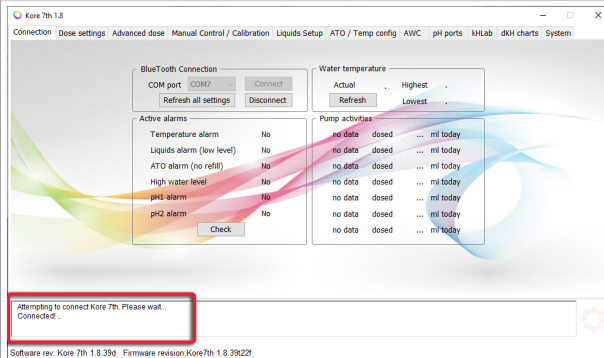 Kore 7th 1.8
Connection Dose settings Advanced dose Manual Control / Calibration Liquids Setup ATO / Temp config AWC pH ports kHLab dKH charts System
BlueTooth Connection
COM port COM7 Connect
Refresh all settings Disconnect
Water temperature
Actual . Highest .
Refresh Lowest .
Active alarms
Temperature alarm No
Liquids alarm (low level) No
ATO alarm (no refill) No
High water level No
pH1 alarm No
pH2 alarm No
Check
Pump activities
no data dosed ... ml today
no data dosed ... ml today
no data dosed ... ml today
no data dosed ... ml today
no data dosed ... ml today
no data dosed ... ml today
no data dosed ... ml today
Attempting to connect Kore 7th. Please wait...
Connected! ..
Software rev: Kore 7th 1.8.39d Firmware revision:Kore7th 1.8.39t22f